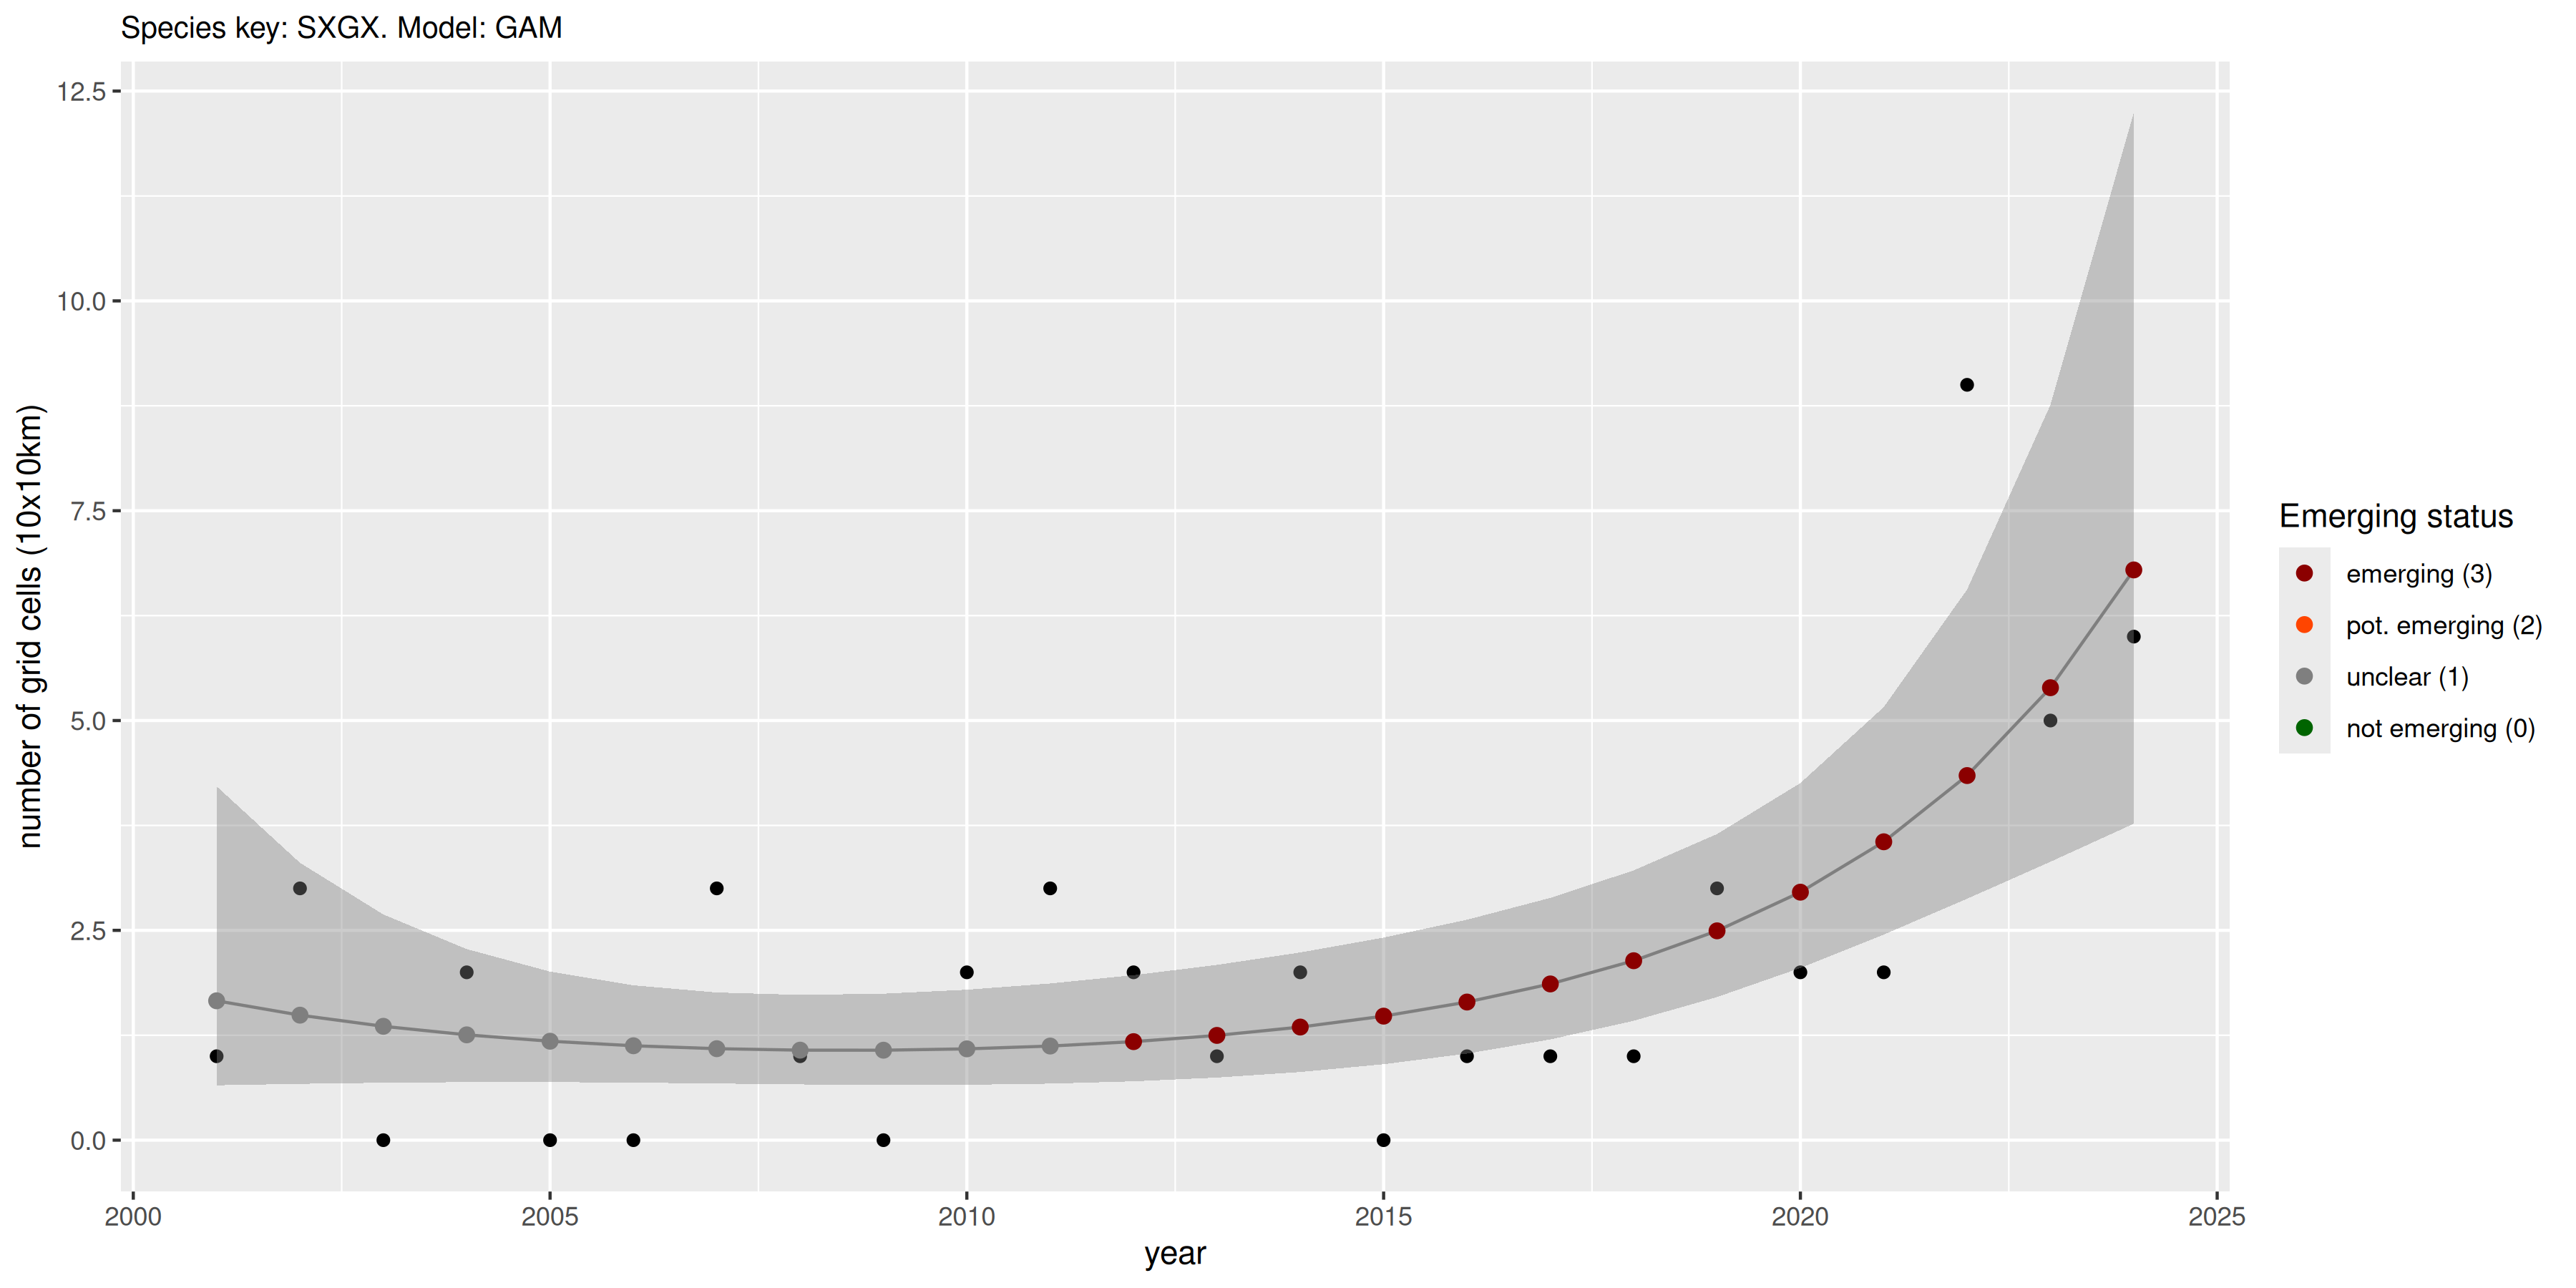 Species key: SXGX. Model: GAM
12.5
10.0
7.5
5.0
2.5
0.0
number of grid cells (10x10km)
2000
2005
2010
2015
2020
2025
year
Emerging status
emerging (3)
pot. emerging (2)
unclear (1)
not emerging (0)